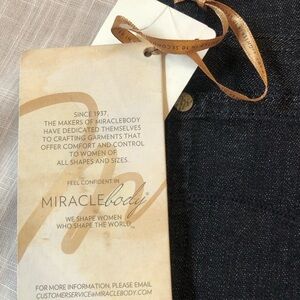 SINCE 1937,
THE MAKERS OF MIRACLEBODY
HAVE DEDICATED THEMSELVES
TO CRAFTING GARMENTS THAT
OFFER COMFORT AND CONTROL
TO WOMEN OF
ALL SHAPES AND SIZES.
FEEL CONFIDENT IN
MIRACLEbody
WE SHAPE WOMEN
WHO SHAPE THE WORLD™
FOR MORE INFORMATION, PLEASE EMAIL
CUSTOMERSERVICE@MIRACLEBODY.COM